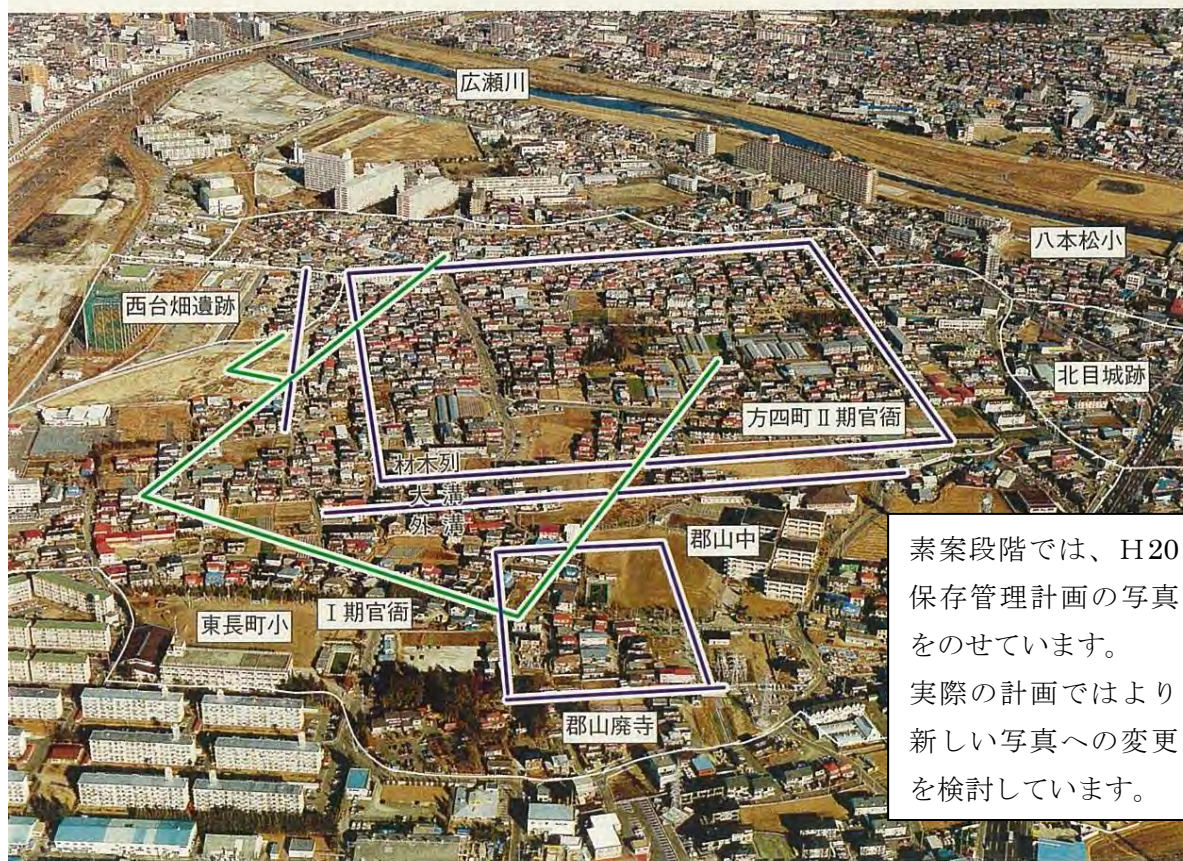 広瀬川
八本松小
西台畑遺跡
北目城跡
方四町Ⅱ期官衙
材木列
大溝
外溝
郡山中
Ⅰ期官衙
東長町小
郡山廃寺
素案段階では、H20
保存管理計画の写真
をのせています。
実際の計画ではより
新しい写真への変更
を検討しています。